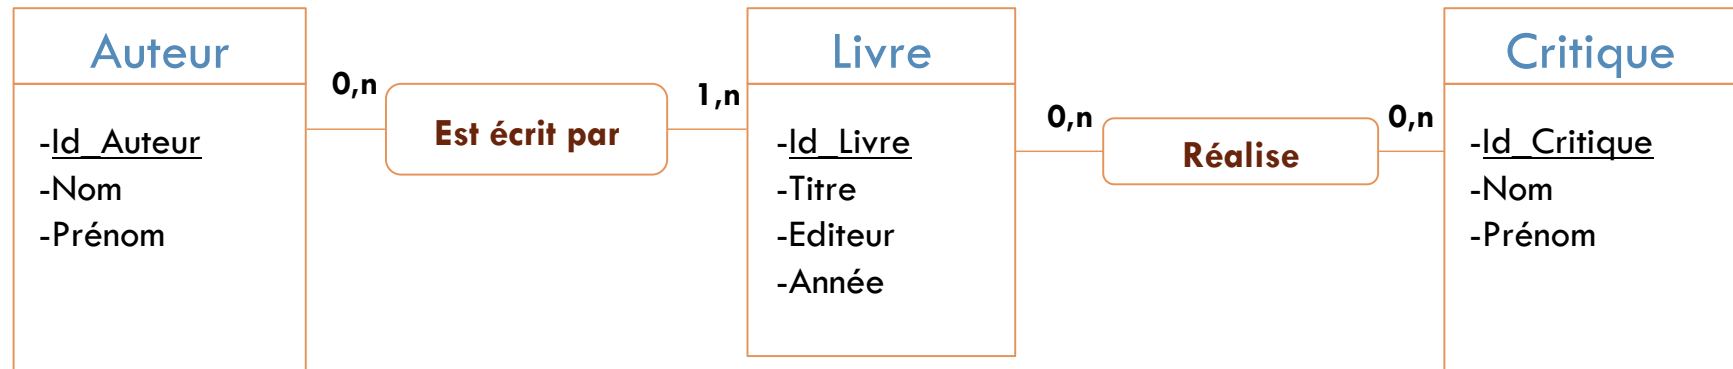 Auteur
-Id_Auteur
-Nom
-Prénom
0,n
Est écrit par
1,n
Livre
-Id_Livre
-Titre
-Editeur
-Année
0,n
Réalise
0,n
Critique
-Id_Critique
-Nom
-Prénom